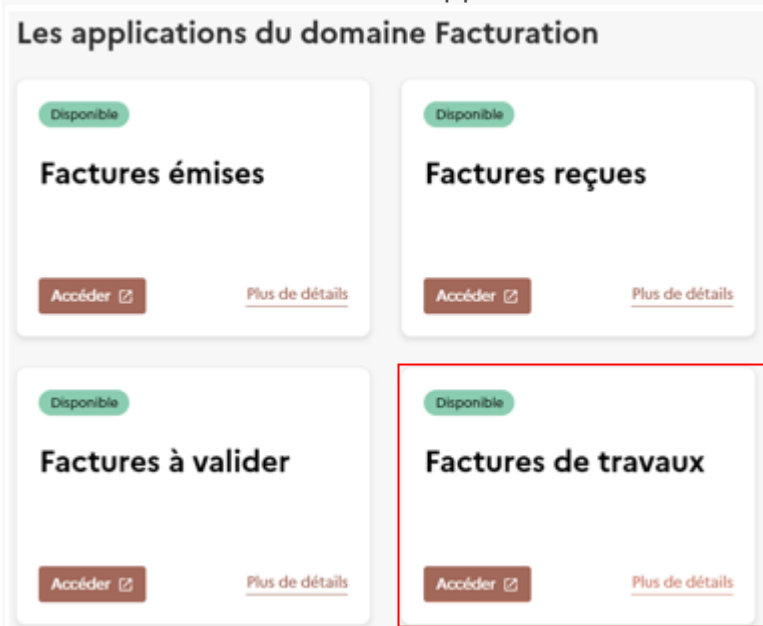 Les applications du domaine Facturation
Disponible
Factures émises
Accéder
Plus de détails
Disponible
Factures reçues
Accéder
Plus de détails
Disponible
Factures à valider
Accéder
Plus de détails
Disponible
Factures de travaux
Accéder
Plus de détails